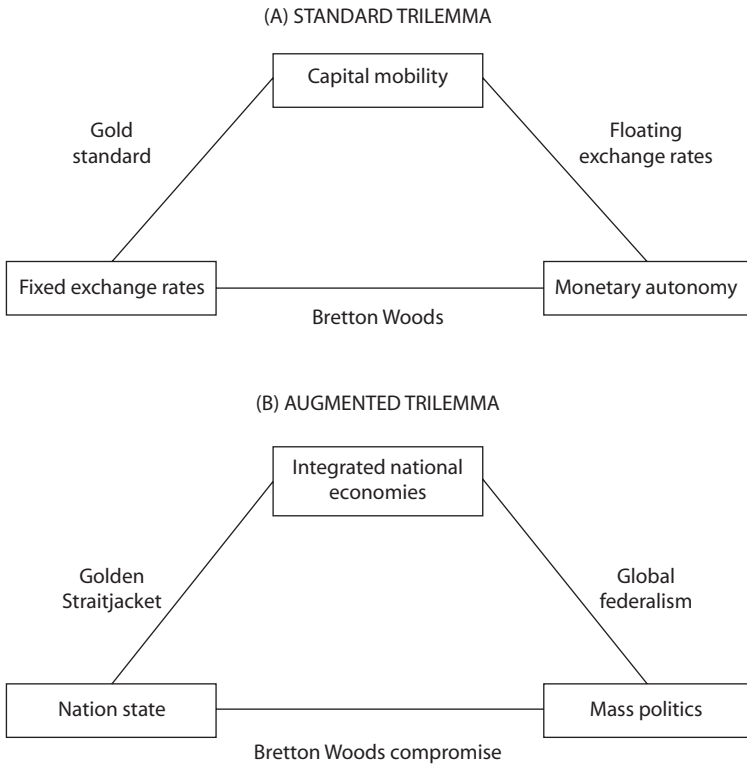 (A) STANDARD TRILEMMA
Capital mobility
Gold
standard
Floating
exchange rates
Fixed exchange rates
Monetary autonomy
Bretton Woods
(B) AUGMENTED TRILEMMA
Integrated national
economies
Golden
Straitjacket
Global
federalism
Nation state
Mass politics
Bretton Woods compromise